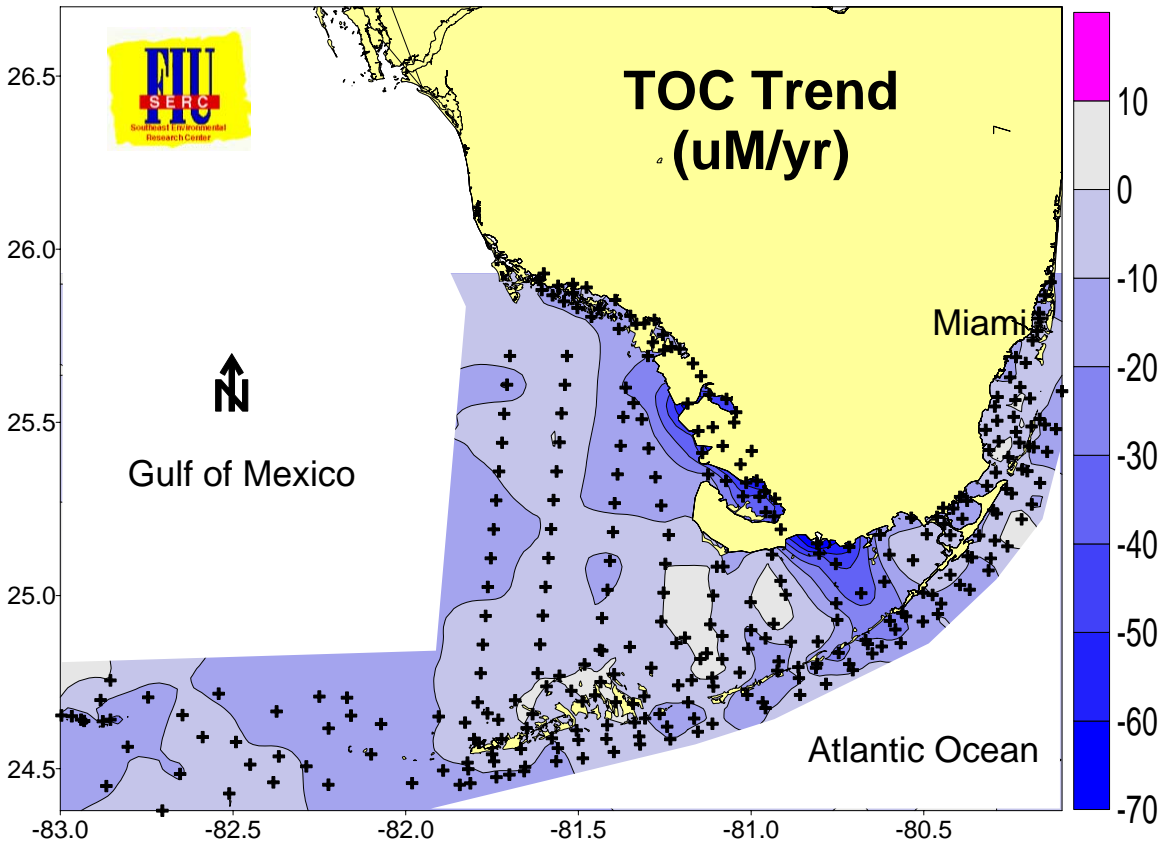 FIU
SERC
Southeast Environmental
Research Center
TOC Trend
(uM/yr)
Miami
N
Gulf of Mexico
Atlantic Ocean
26.5
26.0
25.5
25.0
24.5
-83.0
-82.5
-82.0
-81.5
-81.0
-80.5
10
0
-10
-20
-30
-40
-50
-60
-70